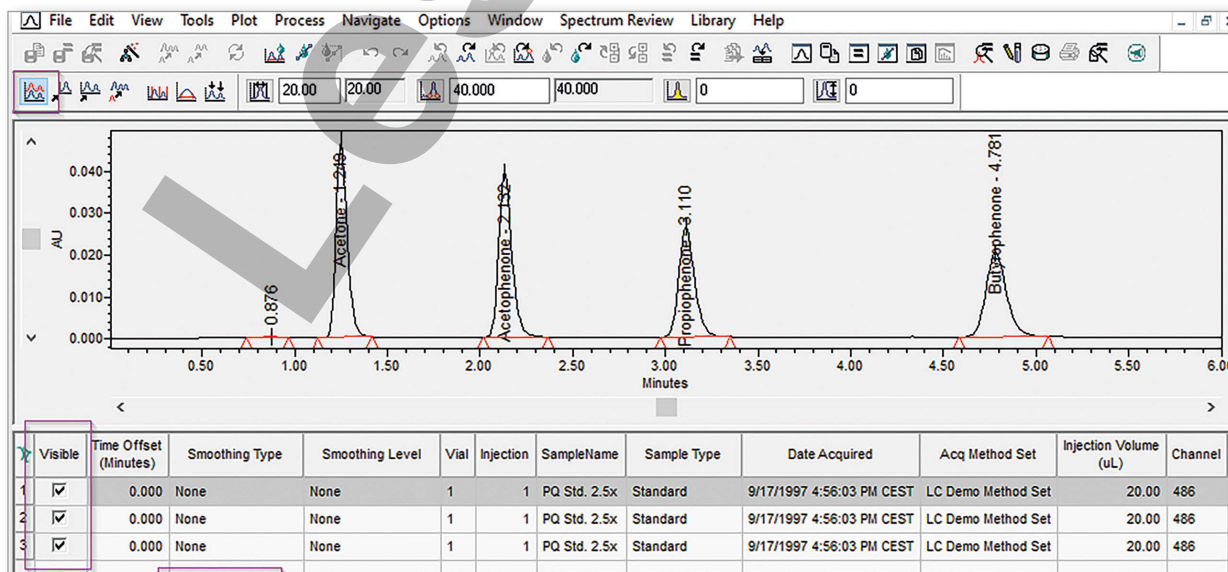 File Edit View Tools Plot Process Navigate Options Window Spectrum Review Library Help
20.00 20.00 40.000 40.000 0 0
AU
0.040
0.030
0.020
0.010
0.000
0.876
Acetone - 1.249
Acetophenone - 2.132
Propiophenone - 3.110
Butyrophenone - 4.781
0.50 1.00 1.50 2.00 2.50 3.00 3.50 4.00 4.50 5.00 5.50 6.0
Minutes
Visible Time Offset (Minutes) Smoothing Type Smoothing Level Vial Injection SampleName Sample Type Date Acquired Acq Method Set Injection Volume (uL) Channel
1 0.000 None None 1 1 PQ Std. 2.5x Standard 9/17/1997 4:56:03 PM CEST LC Demo Method Set 20.00 486
2 0.000 None None 1 1 PQ Std. 2.5x Standard 9/17/1997 4:56:03 PM CEST LC Demo Method Set 20.00 486
3 0.000 None None 1 1 PQ Std. 2.5x Standard 9/17/1997 4:56:03 PM CEST LC Demo Method Set 20.00 486